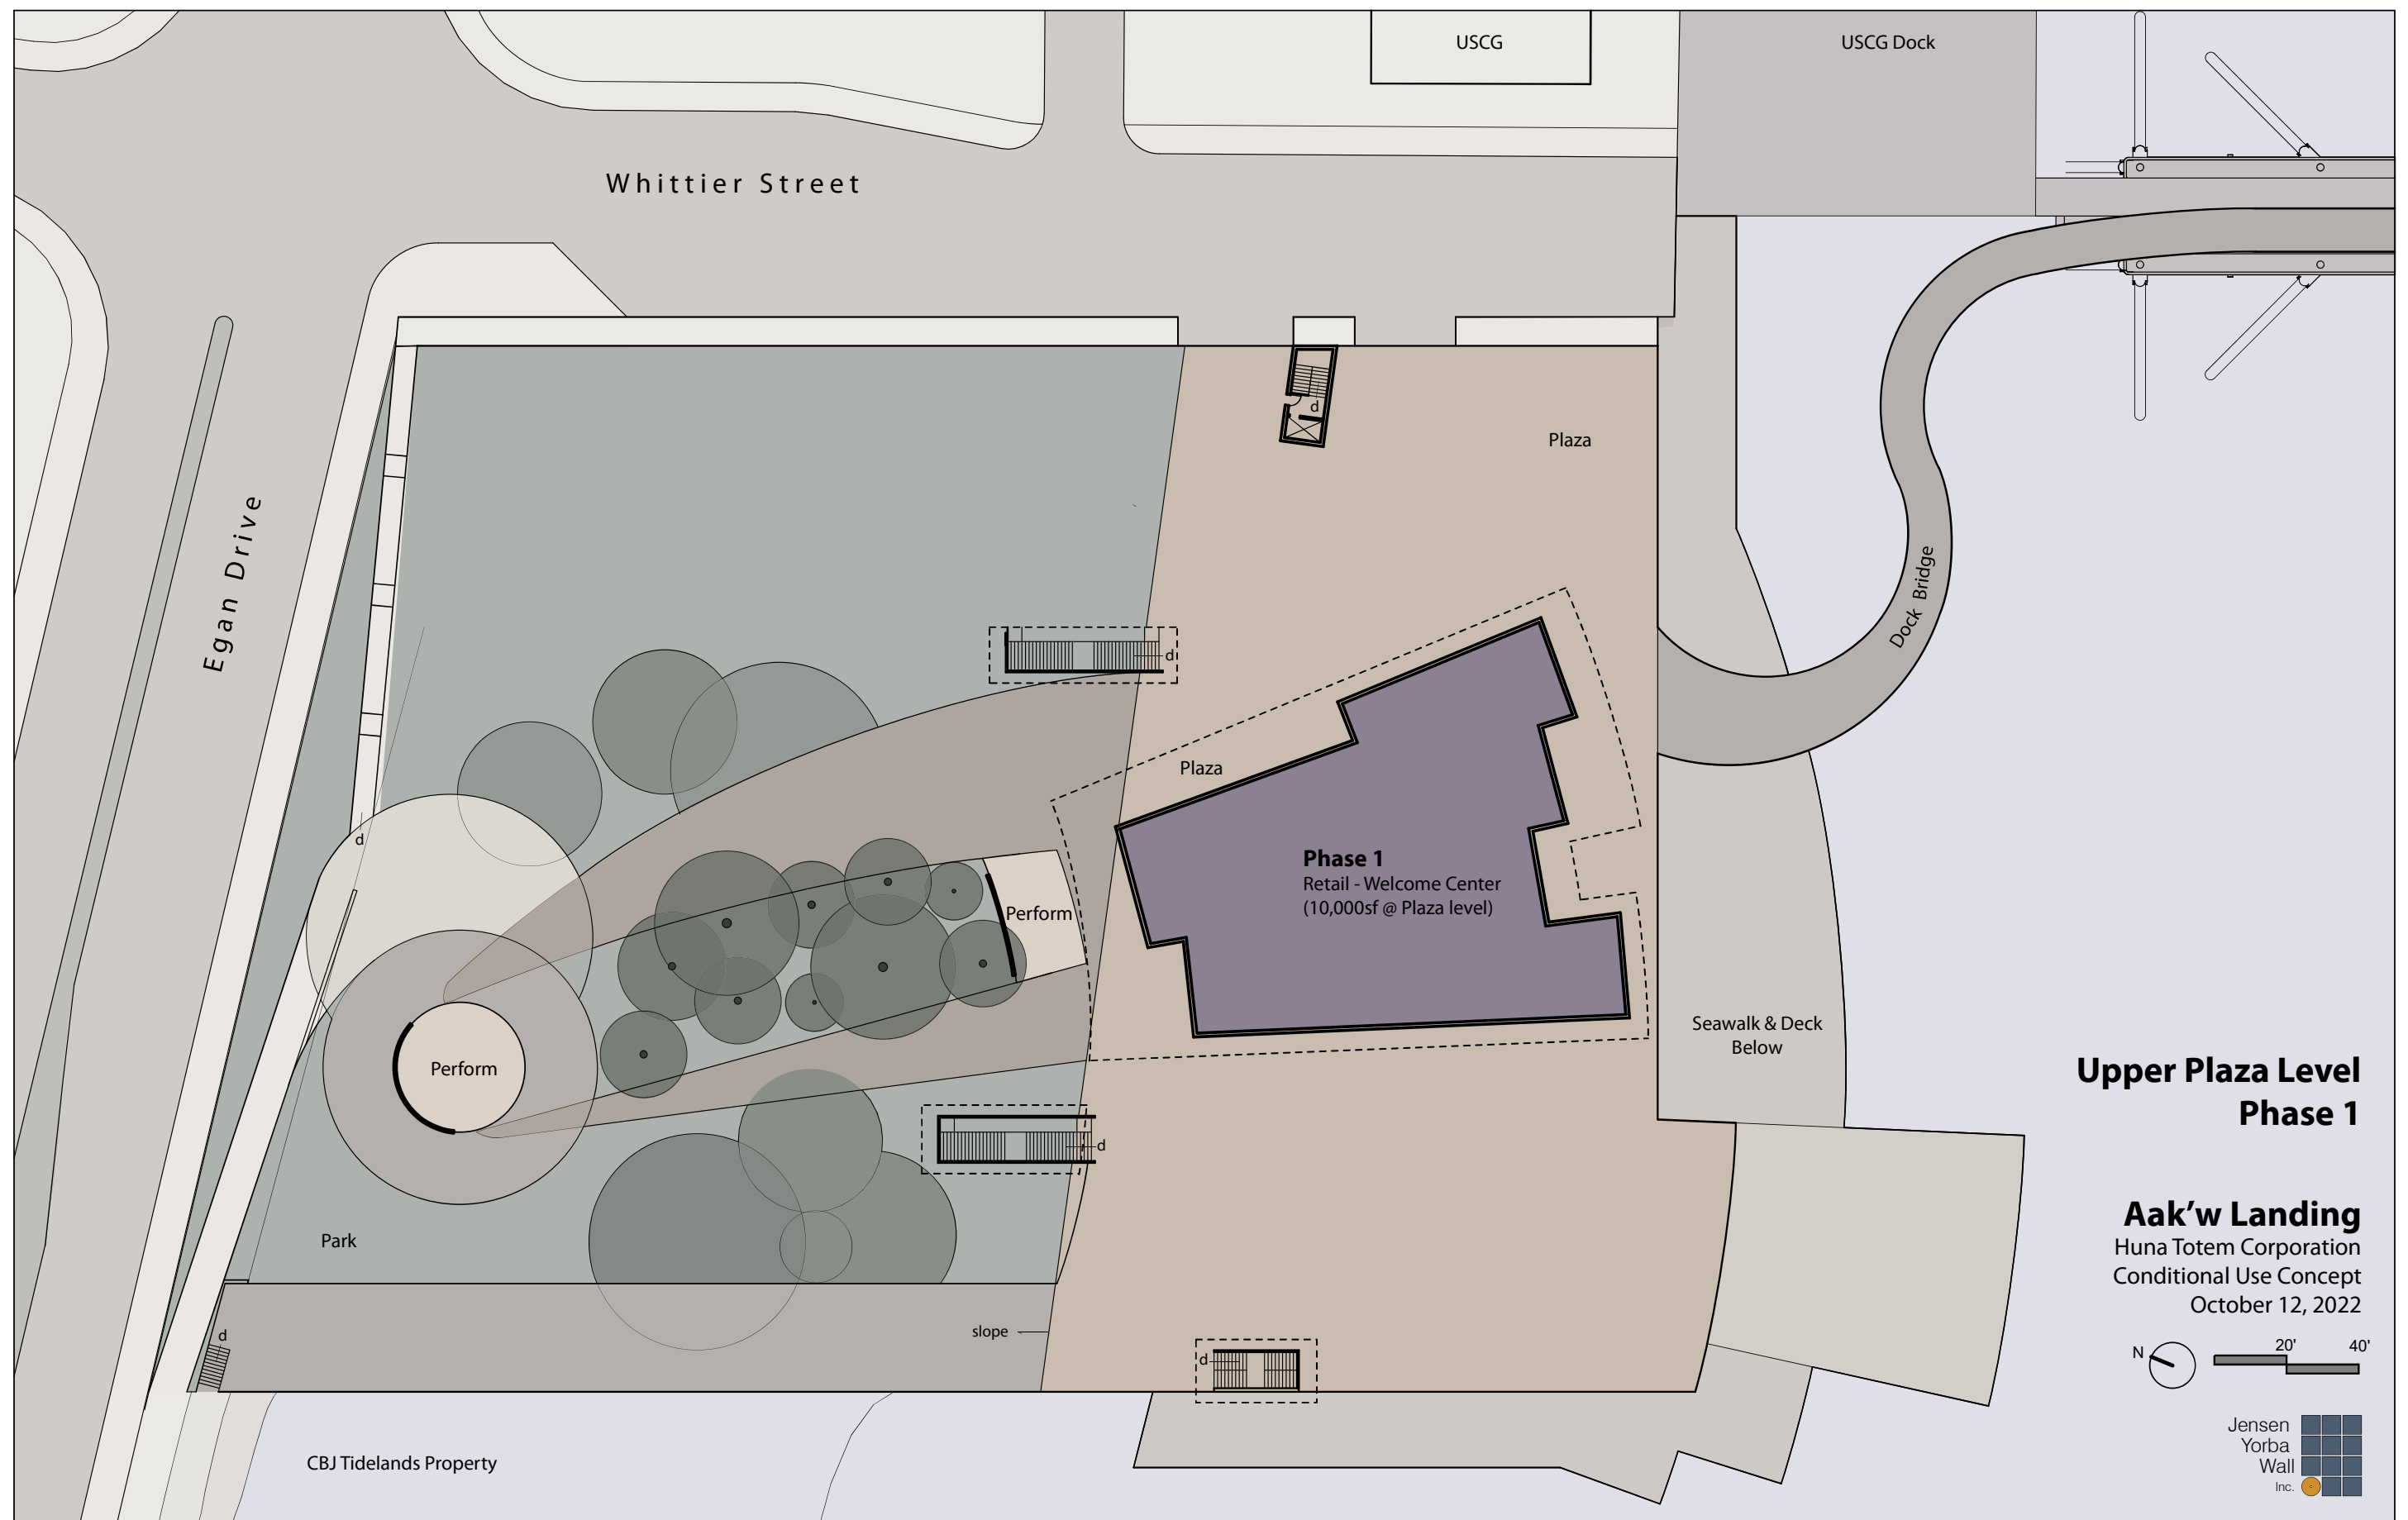 USCG
USCG Dock
Whittier Street
d
Plaza
Egan Drive
Dock Bridge
d
Plaza
d
Phase 1
Retail - Welcome Center
(10,000sf @ Plaza level)
Perform
Seawalk & Deck
Below
Perform
Upper Plaza Level
Phase 1
d
Park
Aak’w Landing
Huna Totem Corporation
Conditional Use Concept
October 12, 2022
d
slope
d
N
20'
40'
CBJ Tidelands Property
Jensen
Yorba
Wall
Inc.